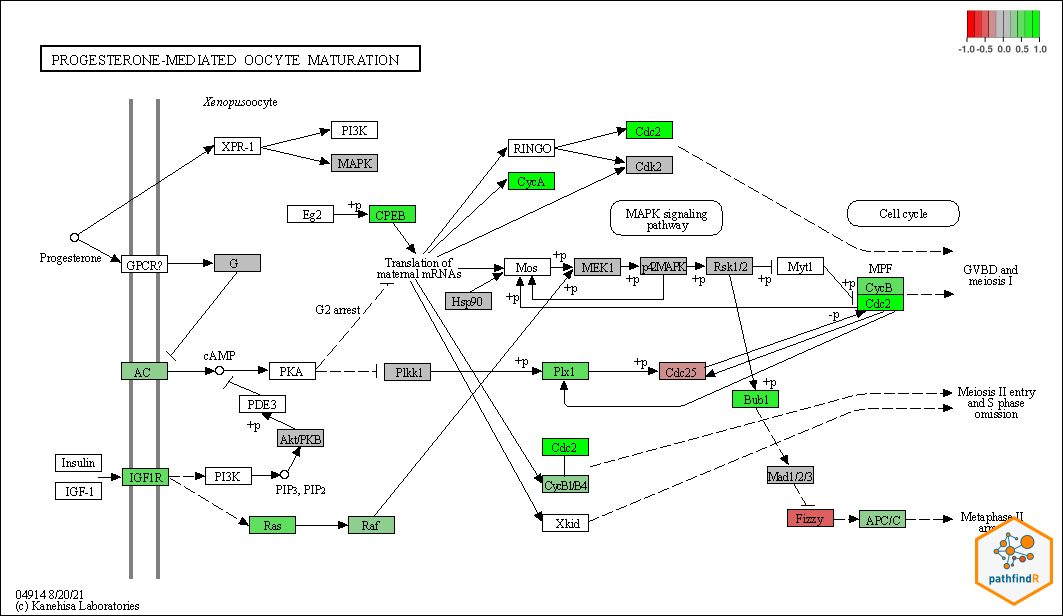 -1.0 -0.5 0.0 0.5 1.0
PROGESTERONE-MEDIATED OOCYTE MATURATION
Xenopus oocyte
PI3K
Cdc2
XPR-1
RINGO
MAPK
Cdk2
CycA
Eg2
+p
CPEB
MAPK signaling
pathway
Cell cycle
Progesterone
GPCR?
G
Translation of
maternal mRNAs
Mos
+p
MEK1
p42MAPK
Rsk1/2
Myt1
MPF
GVBD and
meiosis I
+p
+p
+p
+p
+p
CycB
Cdc2
Hsp90
+p
-p
G2 arrest
cAMP
AC
PKA
Plkk1
+p
Plx1
+p
Cdc25
+p
Bub1
Meiosis II entry
and S phase
omission
PDE3
+p
Akt/PKB
Cdc2
Insulin
IGF-1
IGF1R
PI3K
PIP3, PIP2
CycB1/B4
Mad1/2/3
Ras
Raf
Xkid
Fizzy
APC/C
Metaphase II
pathfindR
04914 8/20/21
(c) Kanehisa Laboratories